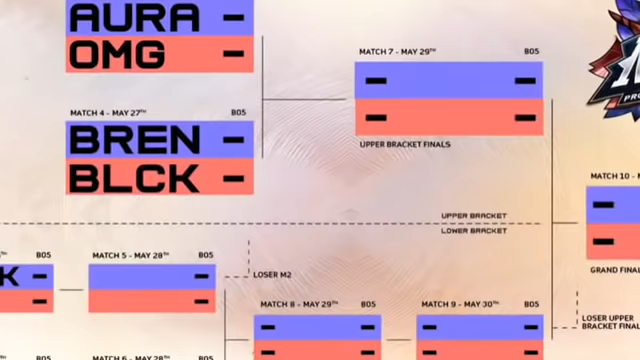 AURA –
OMG –
MATCH 4 - MAY 27TH BO5
BREN –
BLCK –
MATCH 7 - MAY 29TH BO5
– –
– –
UPPER BRACKET FINALS
UPPER BRACKET
LOWER BRACKET
MATCH 10 -
–
–
GRAND FINAL
BO5
K –
–
MATCH 5 - MAY 28TH BO5
–
–
LOSER M2
MATCH 8 - MAY 29TH BO5
– –
– –
MATCH 9 - MAY 30TH BO5
– –
– –
LOSER UPPER
BRACKET FINAL
MATCH 6 - MAY 28TH BO5